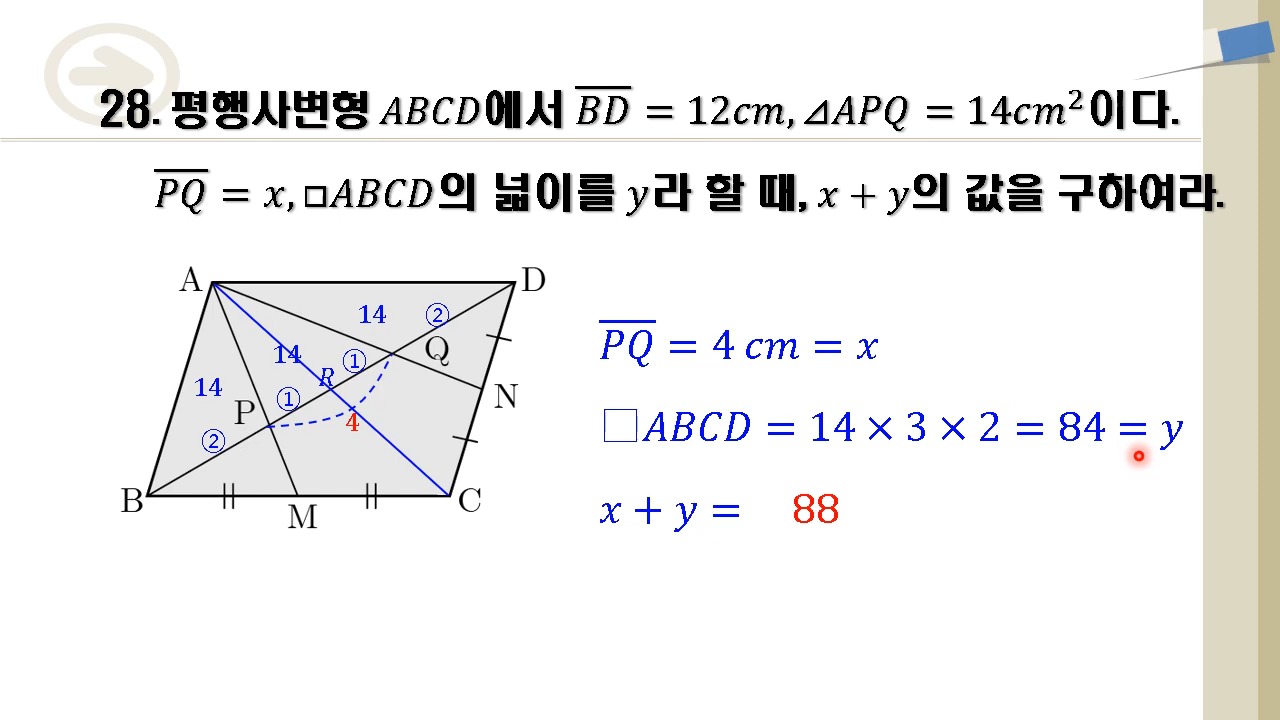 28. 평행사변형 ABCD에서 \overline{BD} = 12cm, ⊿APQ = 14cm²이다.
\overline{PQ} = x, □ABCD의 넓이를 y라 할 때, x + y의 값을 구하여라.
A
D
14
②
14
①
Q
R
14
①
N
P
4
②
B
M
C
\overline{PQ} = 4 cm = x
□ABCD = 14 × 3 × 2 = 84 = y
x + y = 88